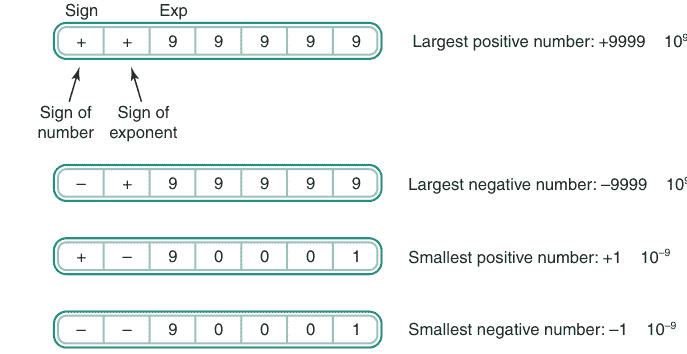 Sign Exp
+ + 9 9 9 9 9 Largest positive number: +9999 10⁹
Sign of number
Sign of exponent
– + 9 9 9 9 9 Largest negative number: –9999 10⁹
+ – 9 0 0 0 1 Smallest positive number: +1 10⁻⁹
– – 9 0 0 0 1 Smallest negative number: –1 10⁻⁹